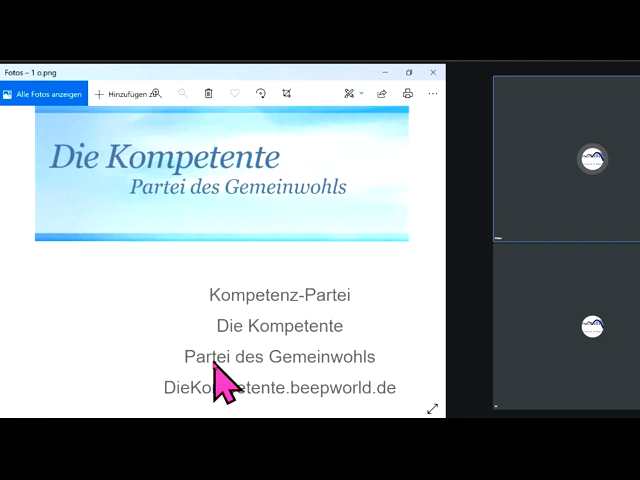 Fotos – 1 o.png
Alle Fotos anzeigen
Hinzufügen zu
Die Kompetente
Partei des Gemeinwohls
Kompetenz-Partei
Die Kompetente
Partei des Gemeinwohls
DieKompetente.beepworld.de